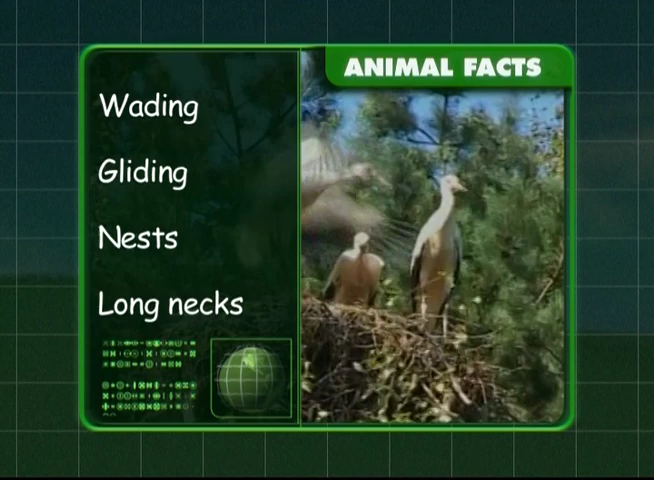 ANIMAL FACTS
Wading
Gliding
Nests
Long necks